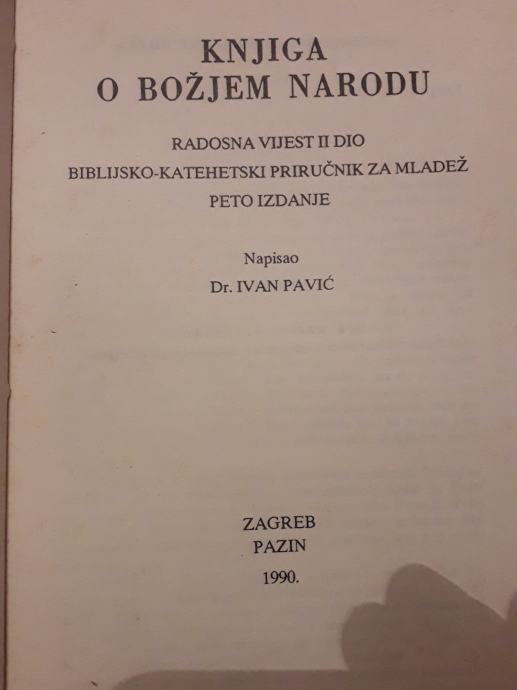 KNJIGA
O BOŽJEM NARODU
RADOSNA VIJEST II DIO
BIBLIJSKO-KATEHETSKI PRIRUČNIK ZA MLADEŽ
PETO IZDANJE
Napisao
Dr. IVAN PAVIĆ
ZAGREB
PAZIN
1990.